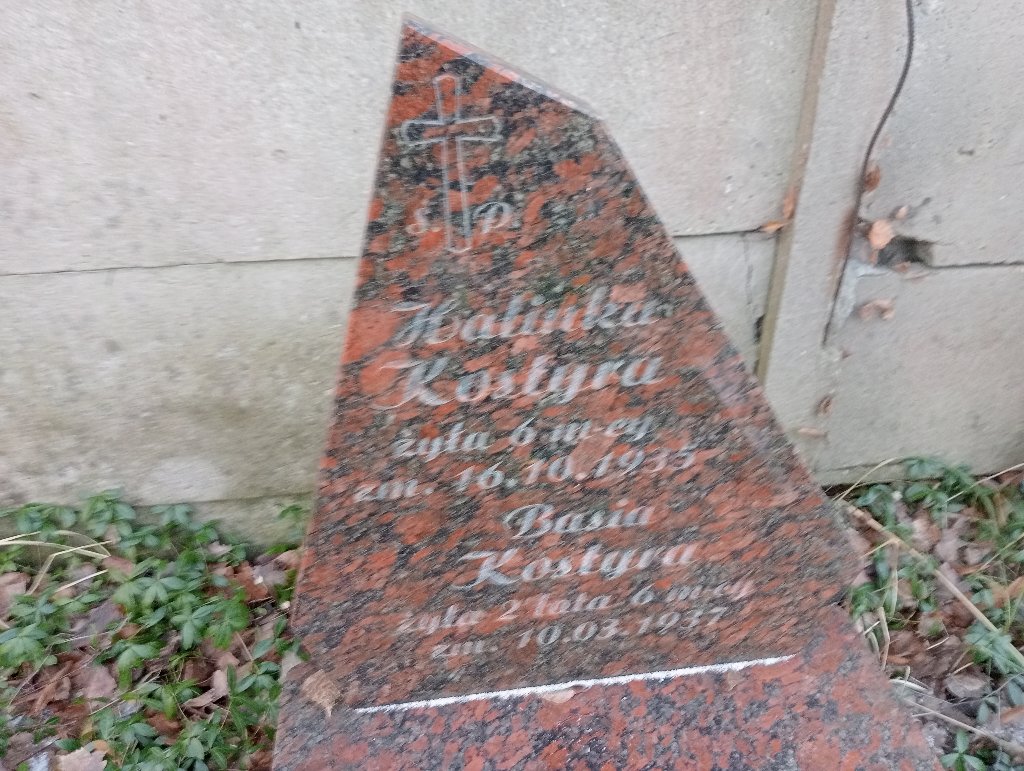 Ś. P.
Halinka
Kostyra
żyła 6 m-cy
zm. 16.10.1935
Basia
Kostyra
żyła 2 lata 6 m-cy
zm. 10.03.1937